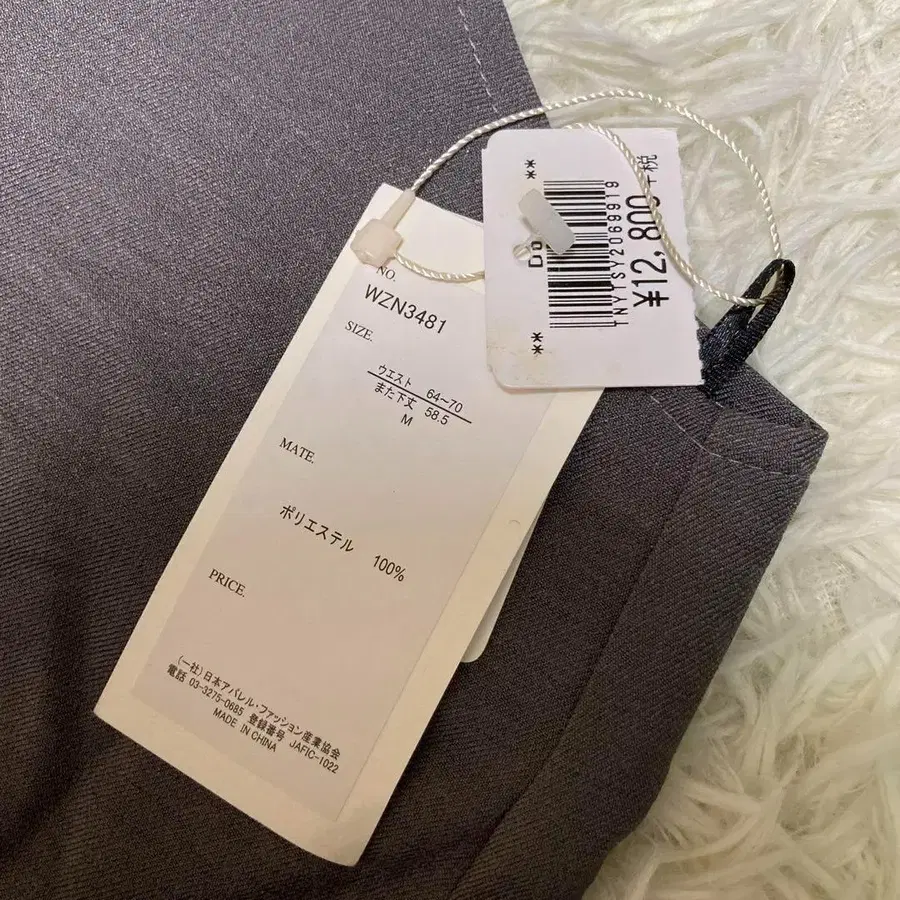 NO.
WZN3481
SIZE.
ウエスト 64~70
また下丈 58.5
M
MATE.
ポリエステル 100%
PRICE.
(一社)日本アパレル・ファッション産業協会
電話 03-3275-0685 登録番号 JAFIC-1022
MADE IN CHINA
** **
TNYTSY2069919
¥12,800+税